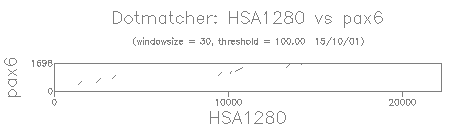 Dotmatcher: HSA1280 vs pax6
(windowsize = 30, threshold = 100.00 15/10/01)
pax6
1698
0
0
10000
20000
HSA1280